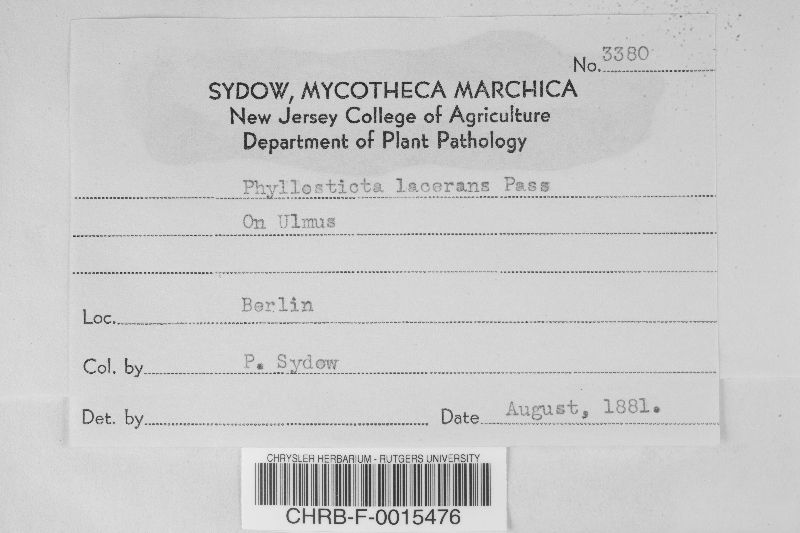 No. 3380
SYDOW, MYCOTHECA MARCHICA
New Jersey College of Agriculture
Department of Plant Pathology
Phyllosticta lacerans Pass
On Ulmus
Loc. Berlin
Col. by P. Sydow
Det. by Date August, 1881.
CHRYSLER HERBARIUM - RUTGERS UNIVERSITY
CHRB-F-0015476